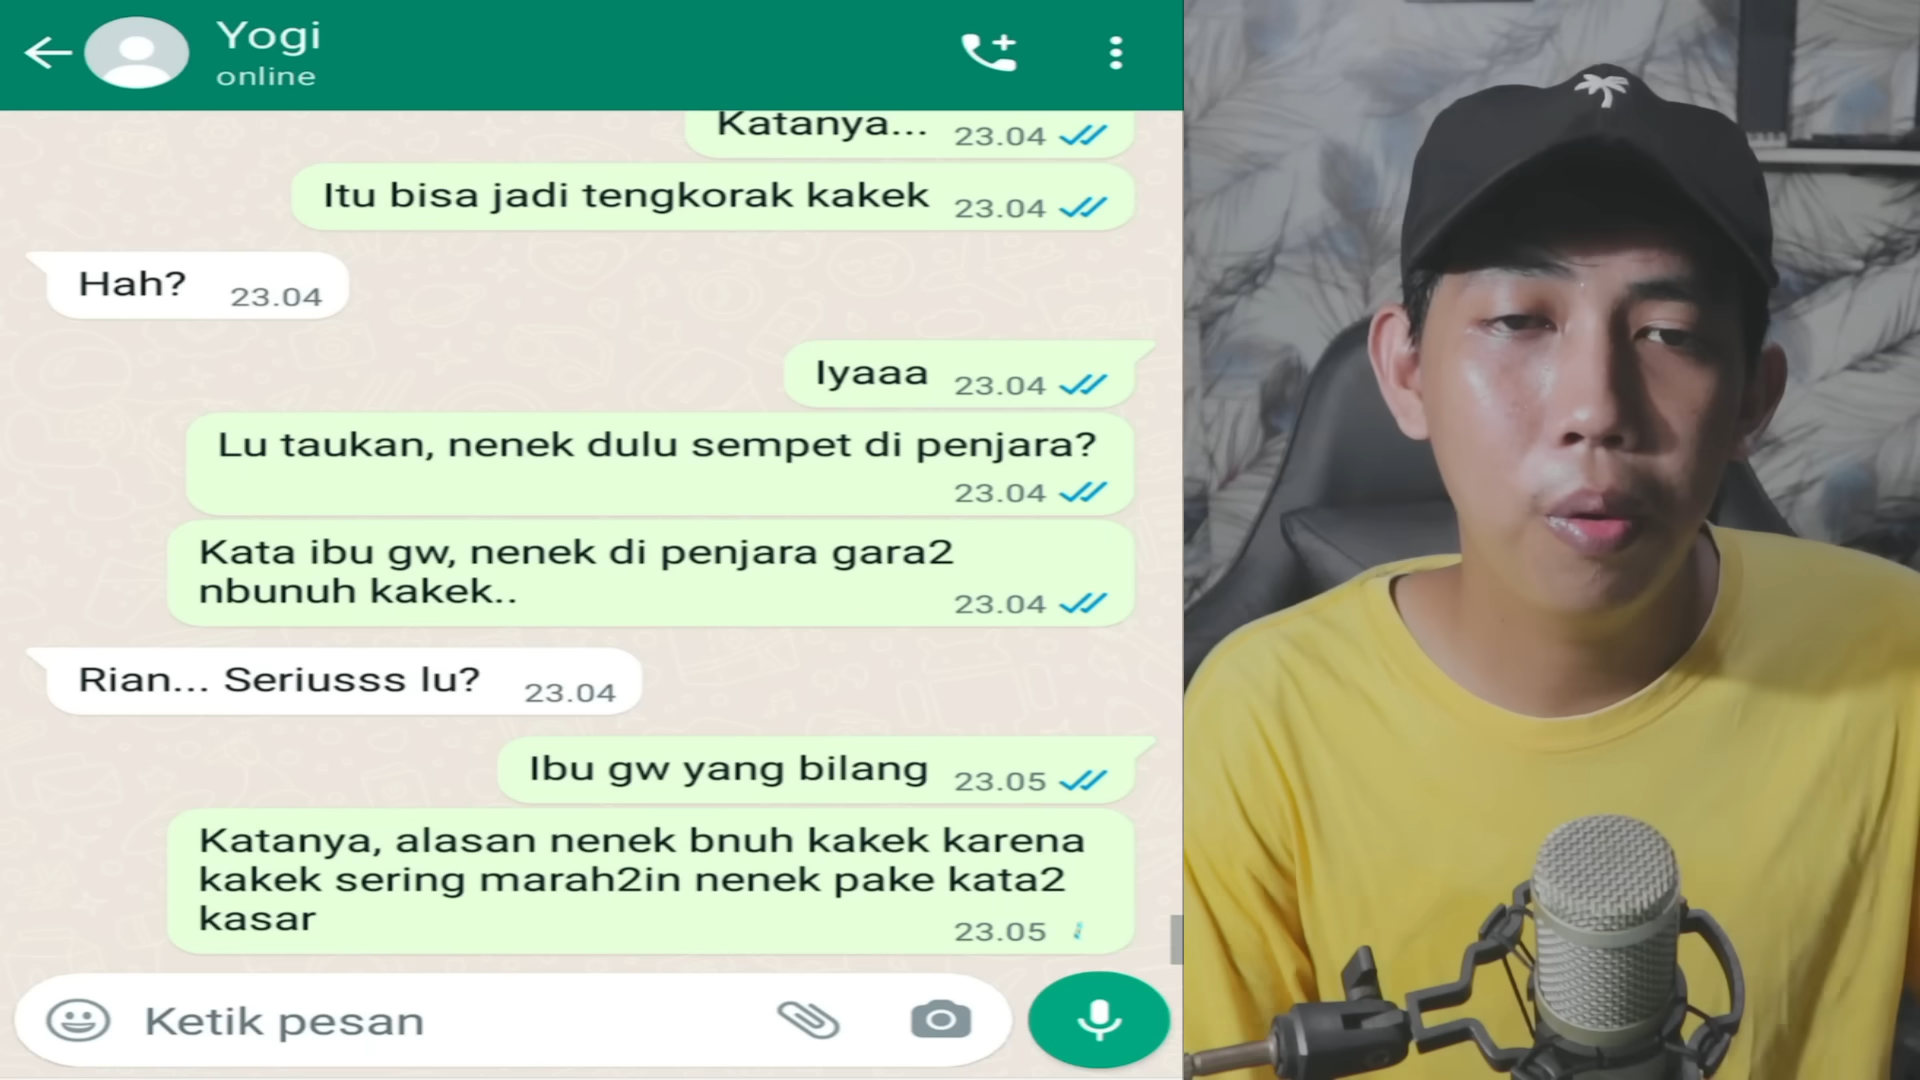 Yogi
online
Katanya... 23.04
Itu bisa jadi tengkorak kakek 23.04
Hah? 23.04
Iyaaa 23.04
Lu taukan, nenek dulu sempet di penjara?
23.04
Kata ibu gw, nenek di penjara gara2
nbunuh kakek.. 23.04
Rian... Seriusss lu? 23.04
Ibu gw yang bilang 23.05
Katanya, alasan nenek bnuh kakek karena
kakek sering marah2in nenek pake kata2
kasar 23.05
Ketik pesan